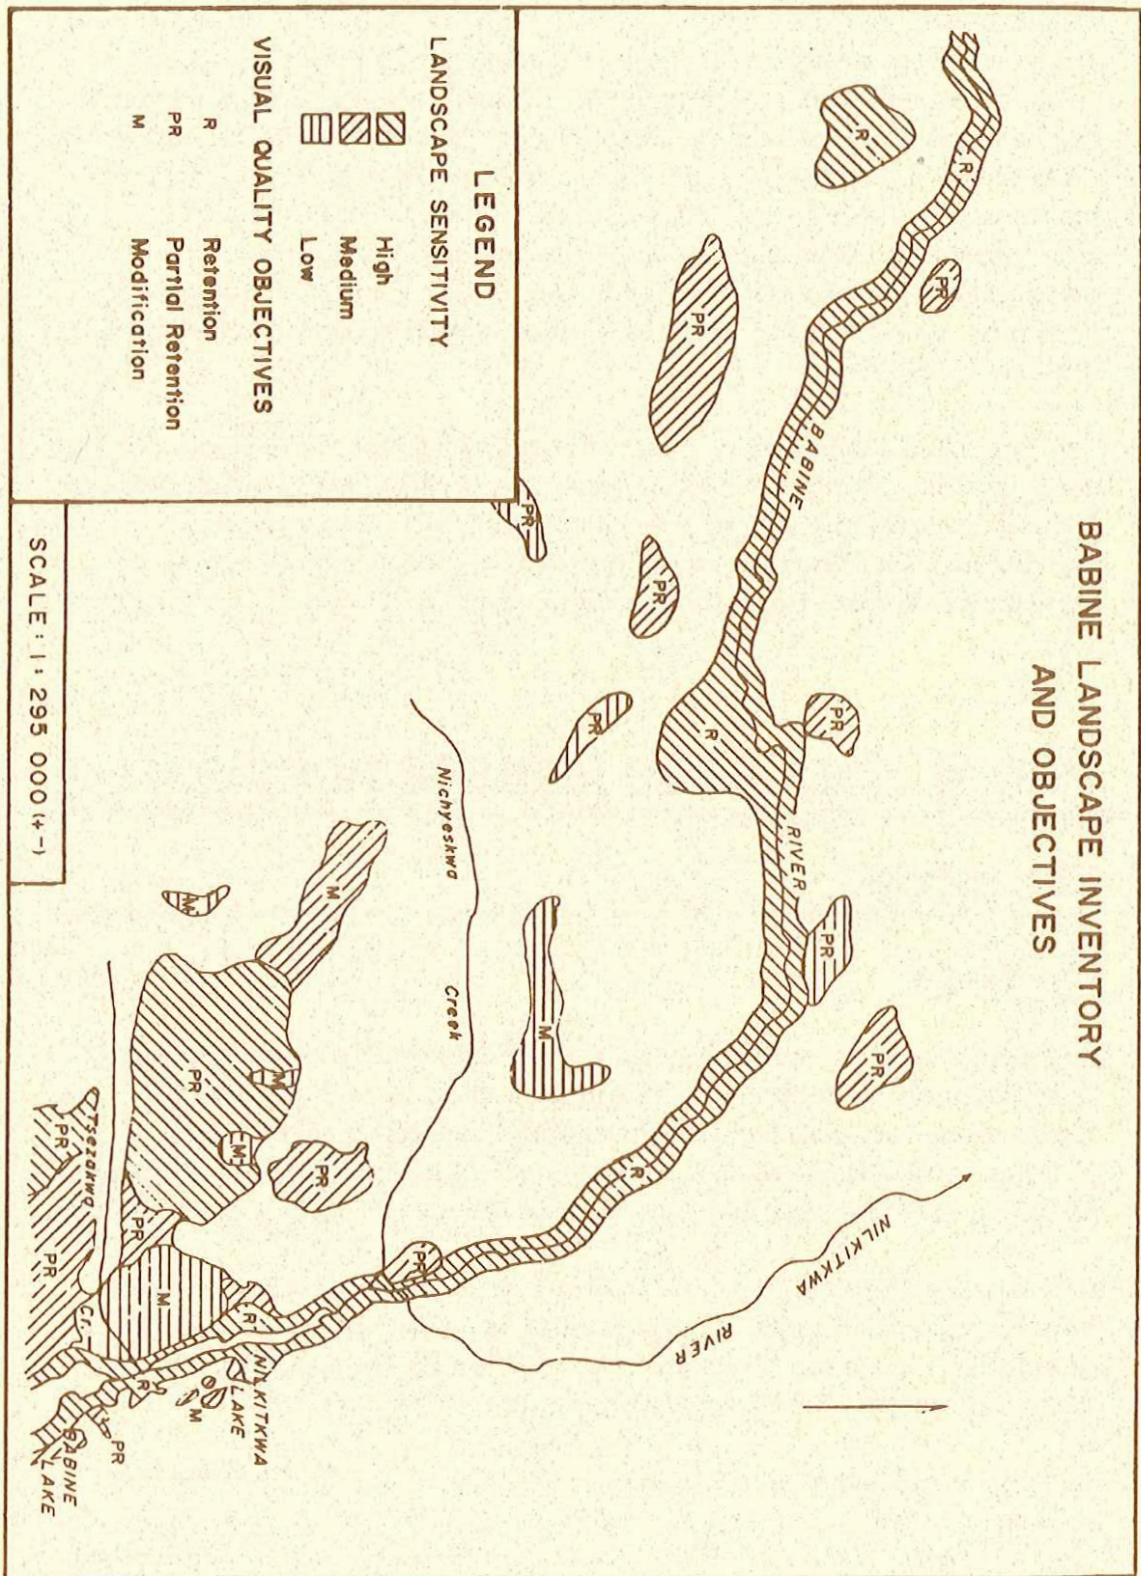 BABINE LANDSCAPE INVENTORY
AND OBJECTIVES
R
R
PR
PR
BABINE
PR
PR
PR
R
PR
RIVER
PR
PR
M
R
NILKITKWA
RIVER
Nichyeskwa
Creek
M
M
PR
M
M
PR
PR
PR
PR
PR
M
R
Tsezakwa
Cr.
NILKITKWA
LAKE
M
R
PR
BABINE
LAKE
LEGEND
LANDSCAPE SENSITIVITY
High
Medium
Low
VISUAL QUALITY OBJECTIVES
R Retention
PR Partial Retention
M Modification
SCALE : 1 : 295 000 (+-)